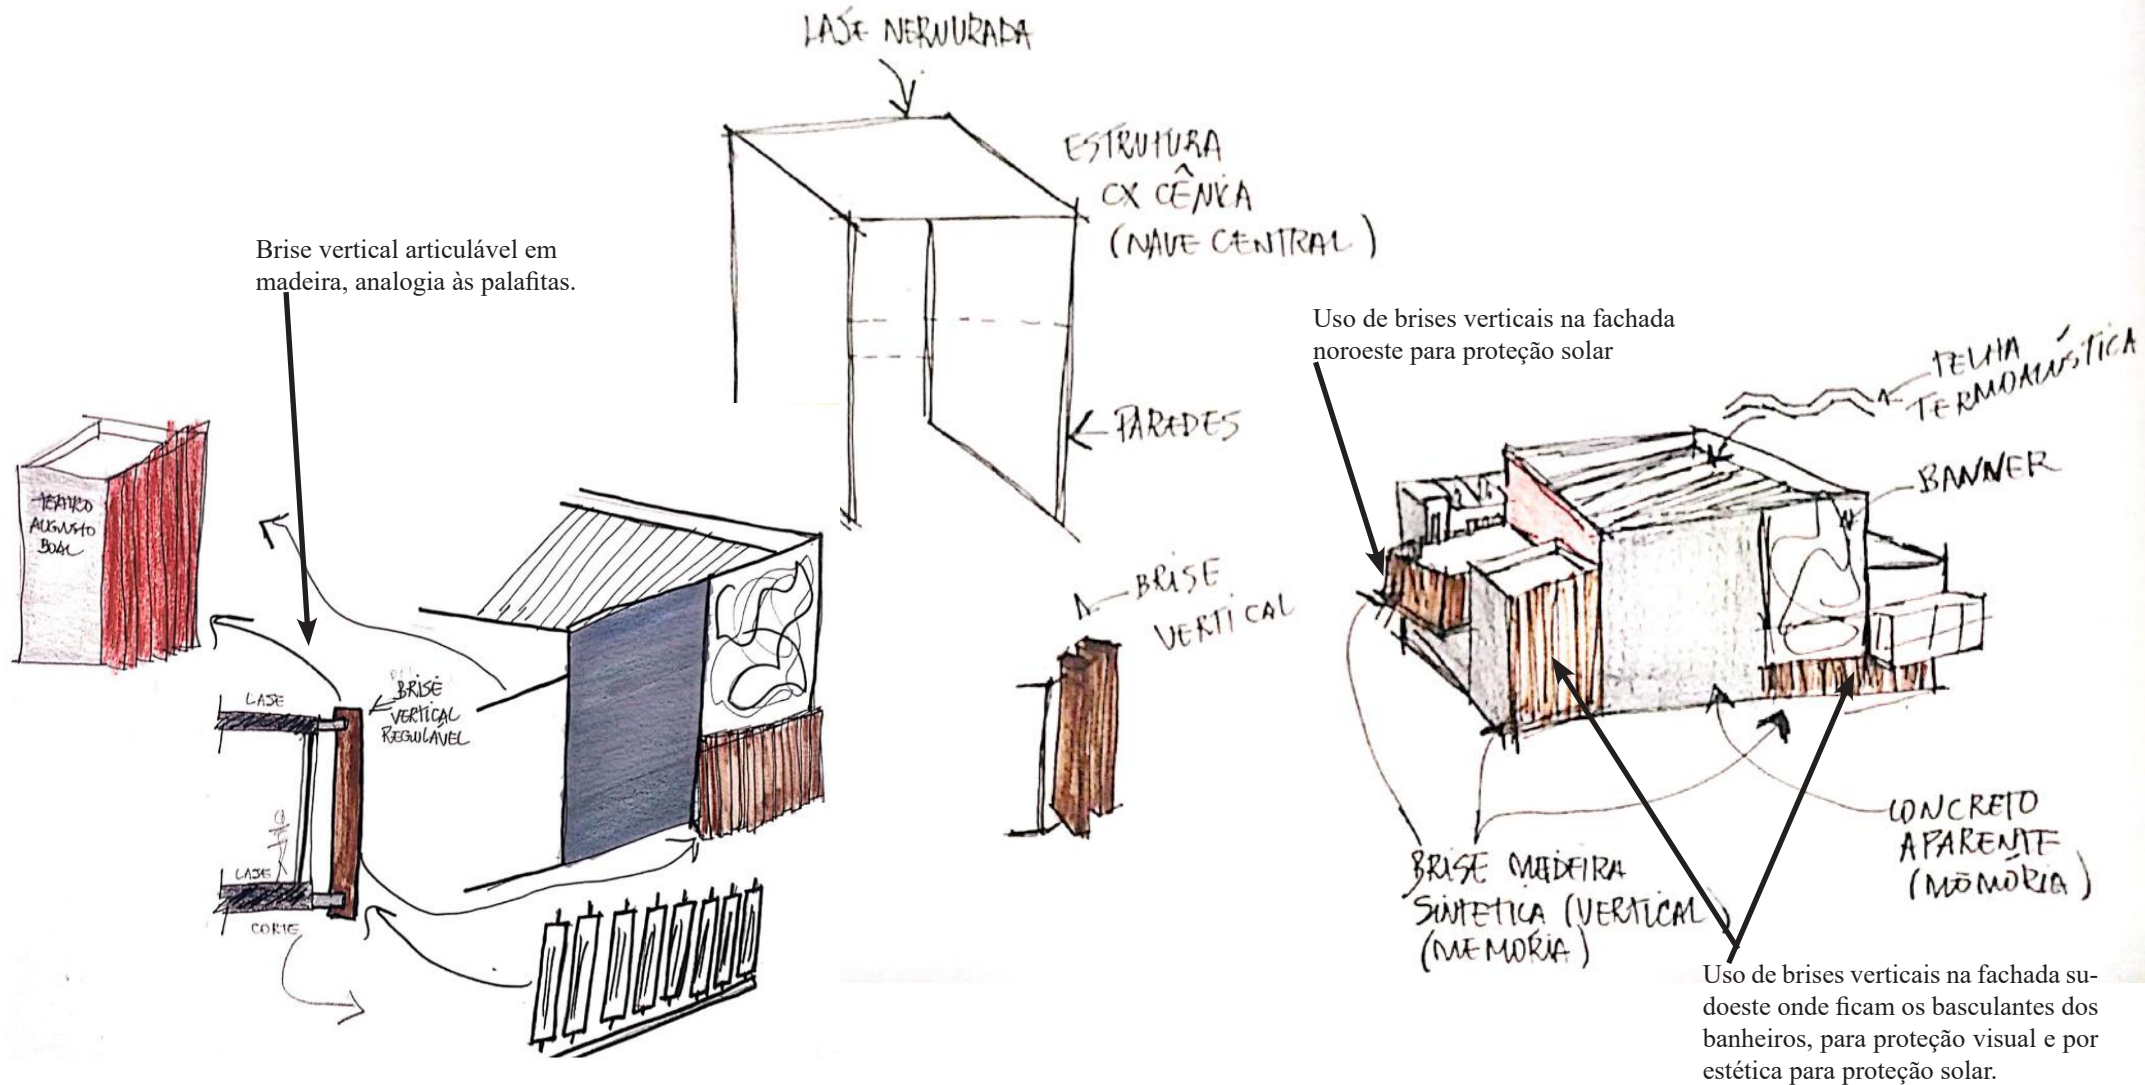 LAJE NERVURADA
ESTRUTURA
CX CÊNICA
(NAVE CENTRAL)
PAREDES
Brise vertical articulável em
madeira, analogia às palafitas.
TEATRO
AUGUSTO
BOAL
LAJE
BRISE
VERTICAL
REGULAVEL
LAJE
CORTE
BRISE
VERTICAL
Uso de brises verticais na fachada
noroeste para proteção solar
TELHA
TERMOACÚSTICA
BANNER
CONCRETO
APARENTE
(MEMÓRIA)
BRISE MADEIRA
SINTETICA (VERTICAL)
(MEMORIA)
Uso de brises verticais na fachada su-
doeste onde ficam os basculantes dos
banheiros, para proteção visual e por
estética para proteção solar.